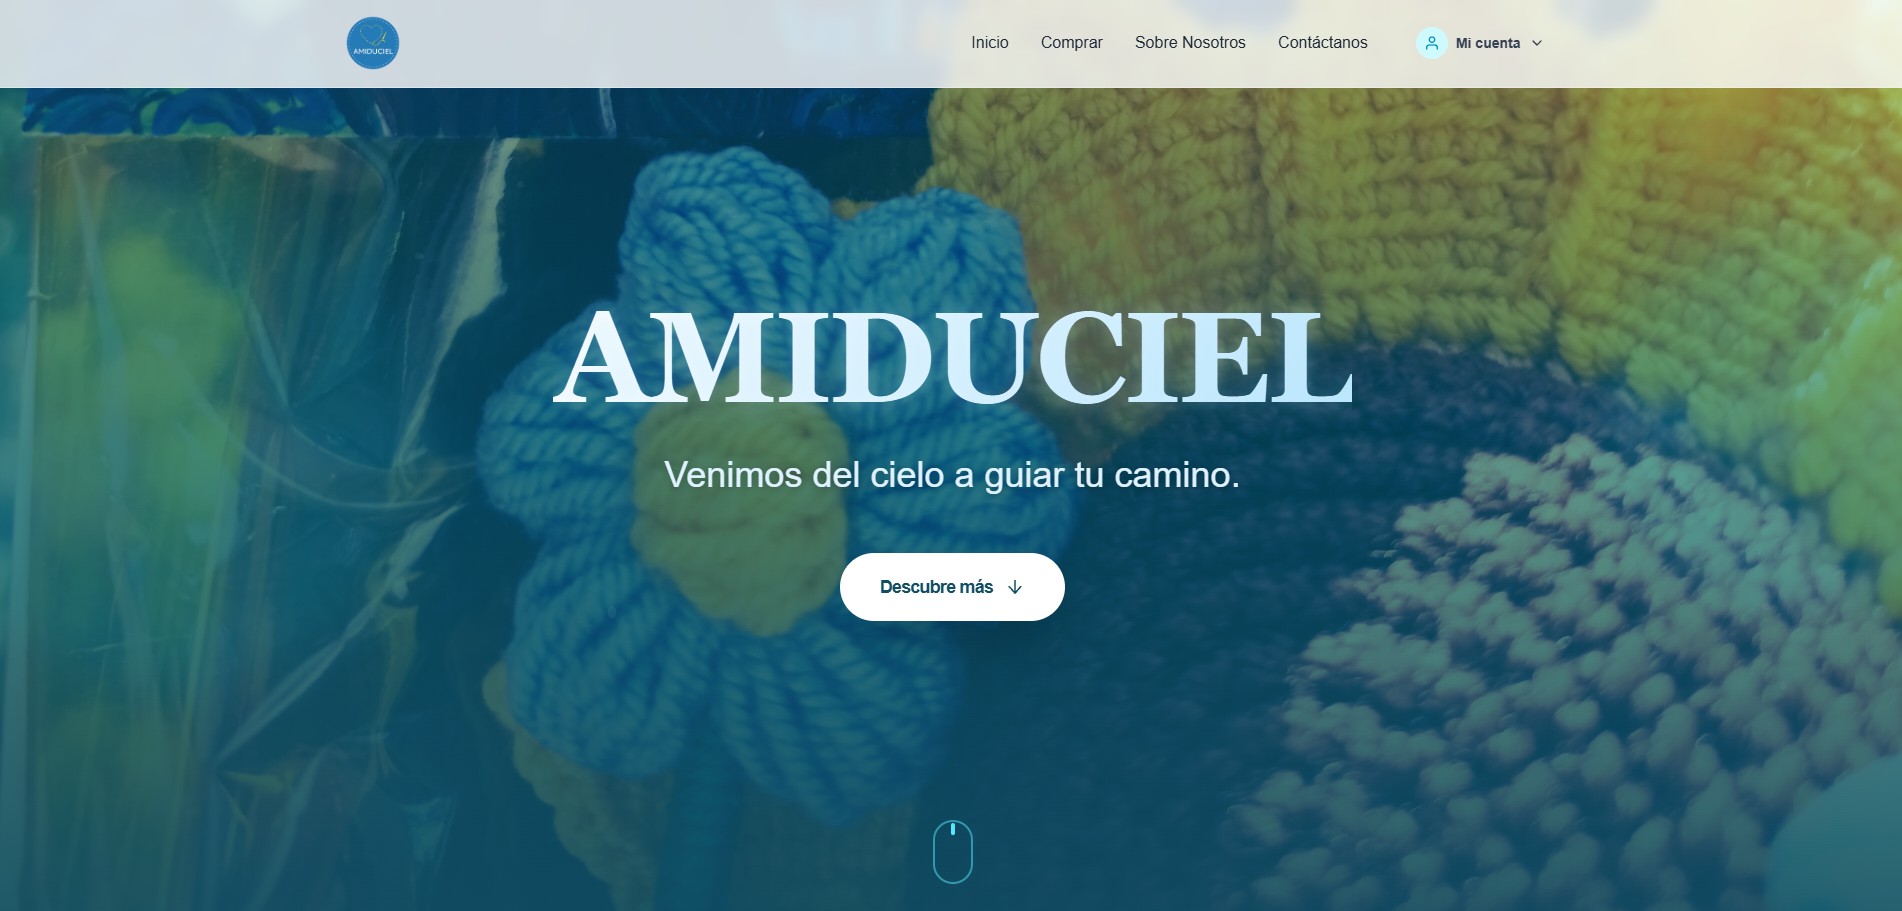 AMIDUCIEL
Inicio
Comprar
Sobre Nosotros
Contáctanos
Mi cuenta
AMIDUCIEL
Venimos del cielo a guiar tu camino.
Descubre más